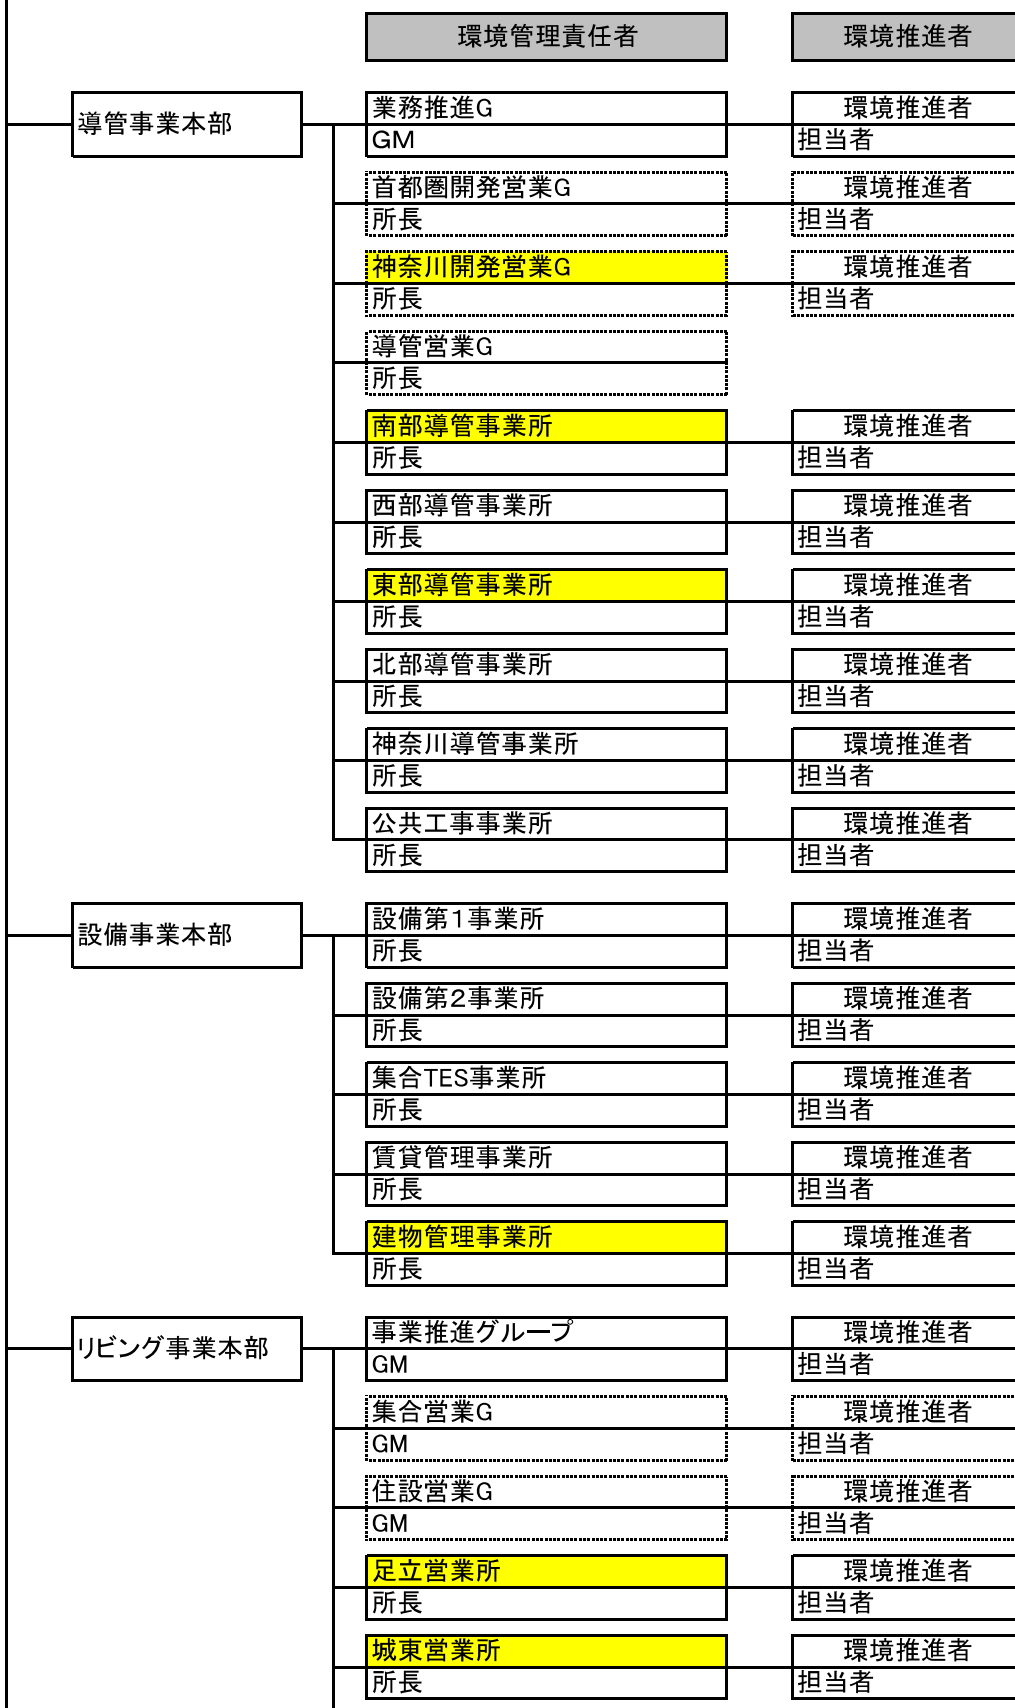 環境管理責任者
環境推進者
導管事業本部
業務推進G
GM
環境推進者
担当者
首都圏開発営業G
所長
環境推進者
担当者
神奈川開発営業G
所長
環境推進者
担当者
導管営業G
所長
南部導管事業所
所長
環境推進者
担当者
西部導管事業所
所長
環境推進者
担当者
東部導管事業所
所長
環境推進者
担当者
北部導管事業所
所長
環境推進者
担当者
神奈川導管事業所
所長
環境推進者
担当者
公共工事事業所
所長
環境推進者
担当者
設備事業本部
設備第1事業所
所長
環境推進者
担当者
設備第2事業所
所長
環境推進者
担当者
集合TES事業所
所長
環境推進者
担当者
賃貸管理事業所
所長
環境推進者
担当者
建物管理事業所
所長
環境推進者
担当者
リビング事業本部
事業推進グループ
GM
環境推進者
担当者
集合営業G
GM
環境推進者
担当者
住設営業G
GM
環境推進者
担当者
足立営業所
所長
環境推進者
担当者
城東営業所
所長
環境推進者
担当者